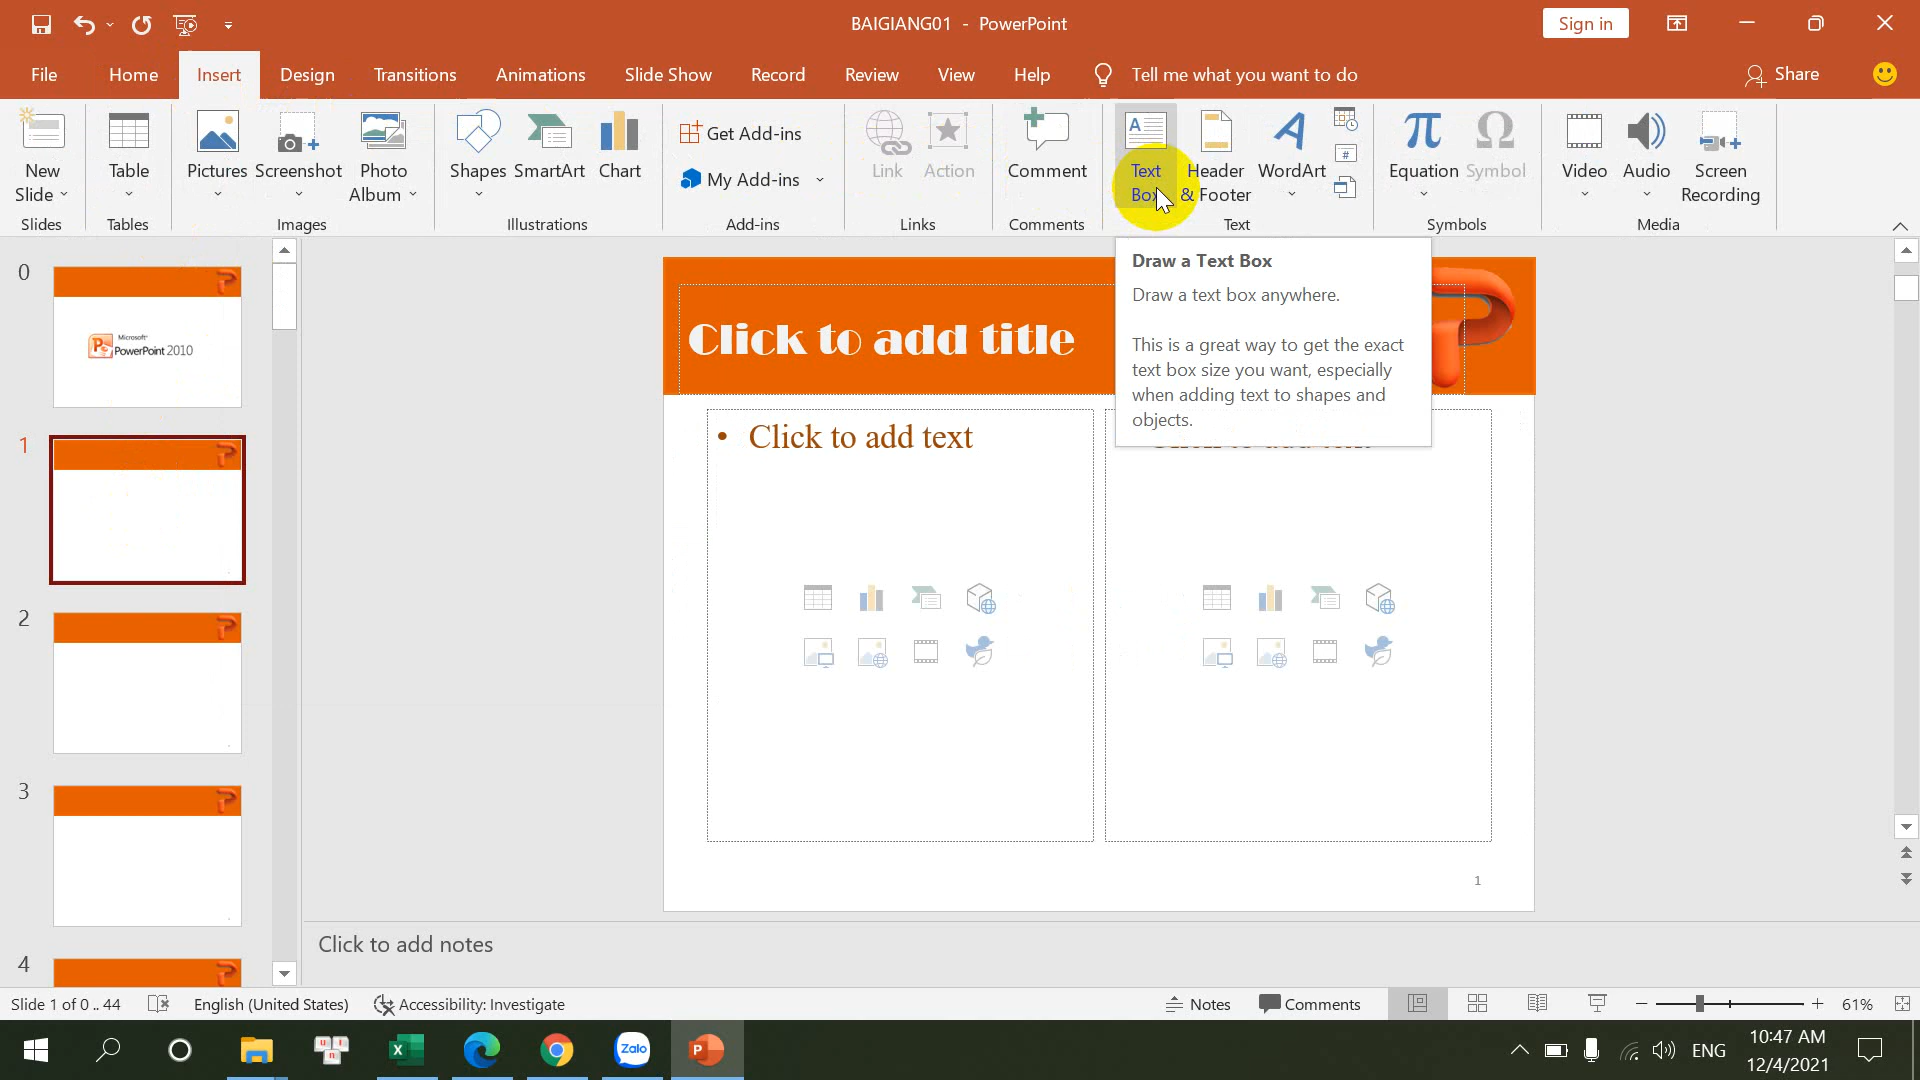 BAIGIANG01 - PowerPoint
Sign in
File Home Insert Design Transitions Animations Slide Show Record Review View Help Tell me what you want to do Share
New Slide
Table
Pictures
Screenshot
Photo Album
Shapes
SmartArt
Chart
Get Add-ins
My Add-ins
Link
Action
Comment
Text Box
Header & Footer
WordArt
Equation
Symbol
Video
Audio
Screen Recording
Slides Tables Images Illustrations Add-ins Links Comments Text Symbols Media
Draw a Text Box
Draw a text box anywhere.
This is a great way to get the exact
text box size you want, especially
when adding text to shapes and
objects.
0
Microsoft
PowerPoint 2010
1
2
3
4
Click to add title
• Click to add text
1
Click to add notes
Slide 1 of 0 .. 44 English (United States) Accessibility: Investigate Notes Comments 61%
u i n
Zalo
ENG
10:47 AM
12/4/2021